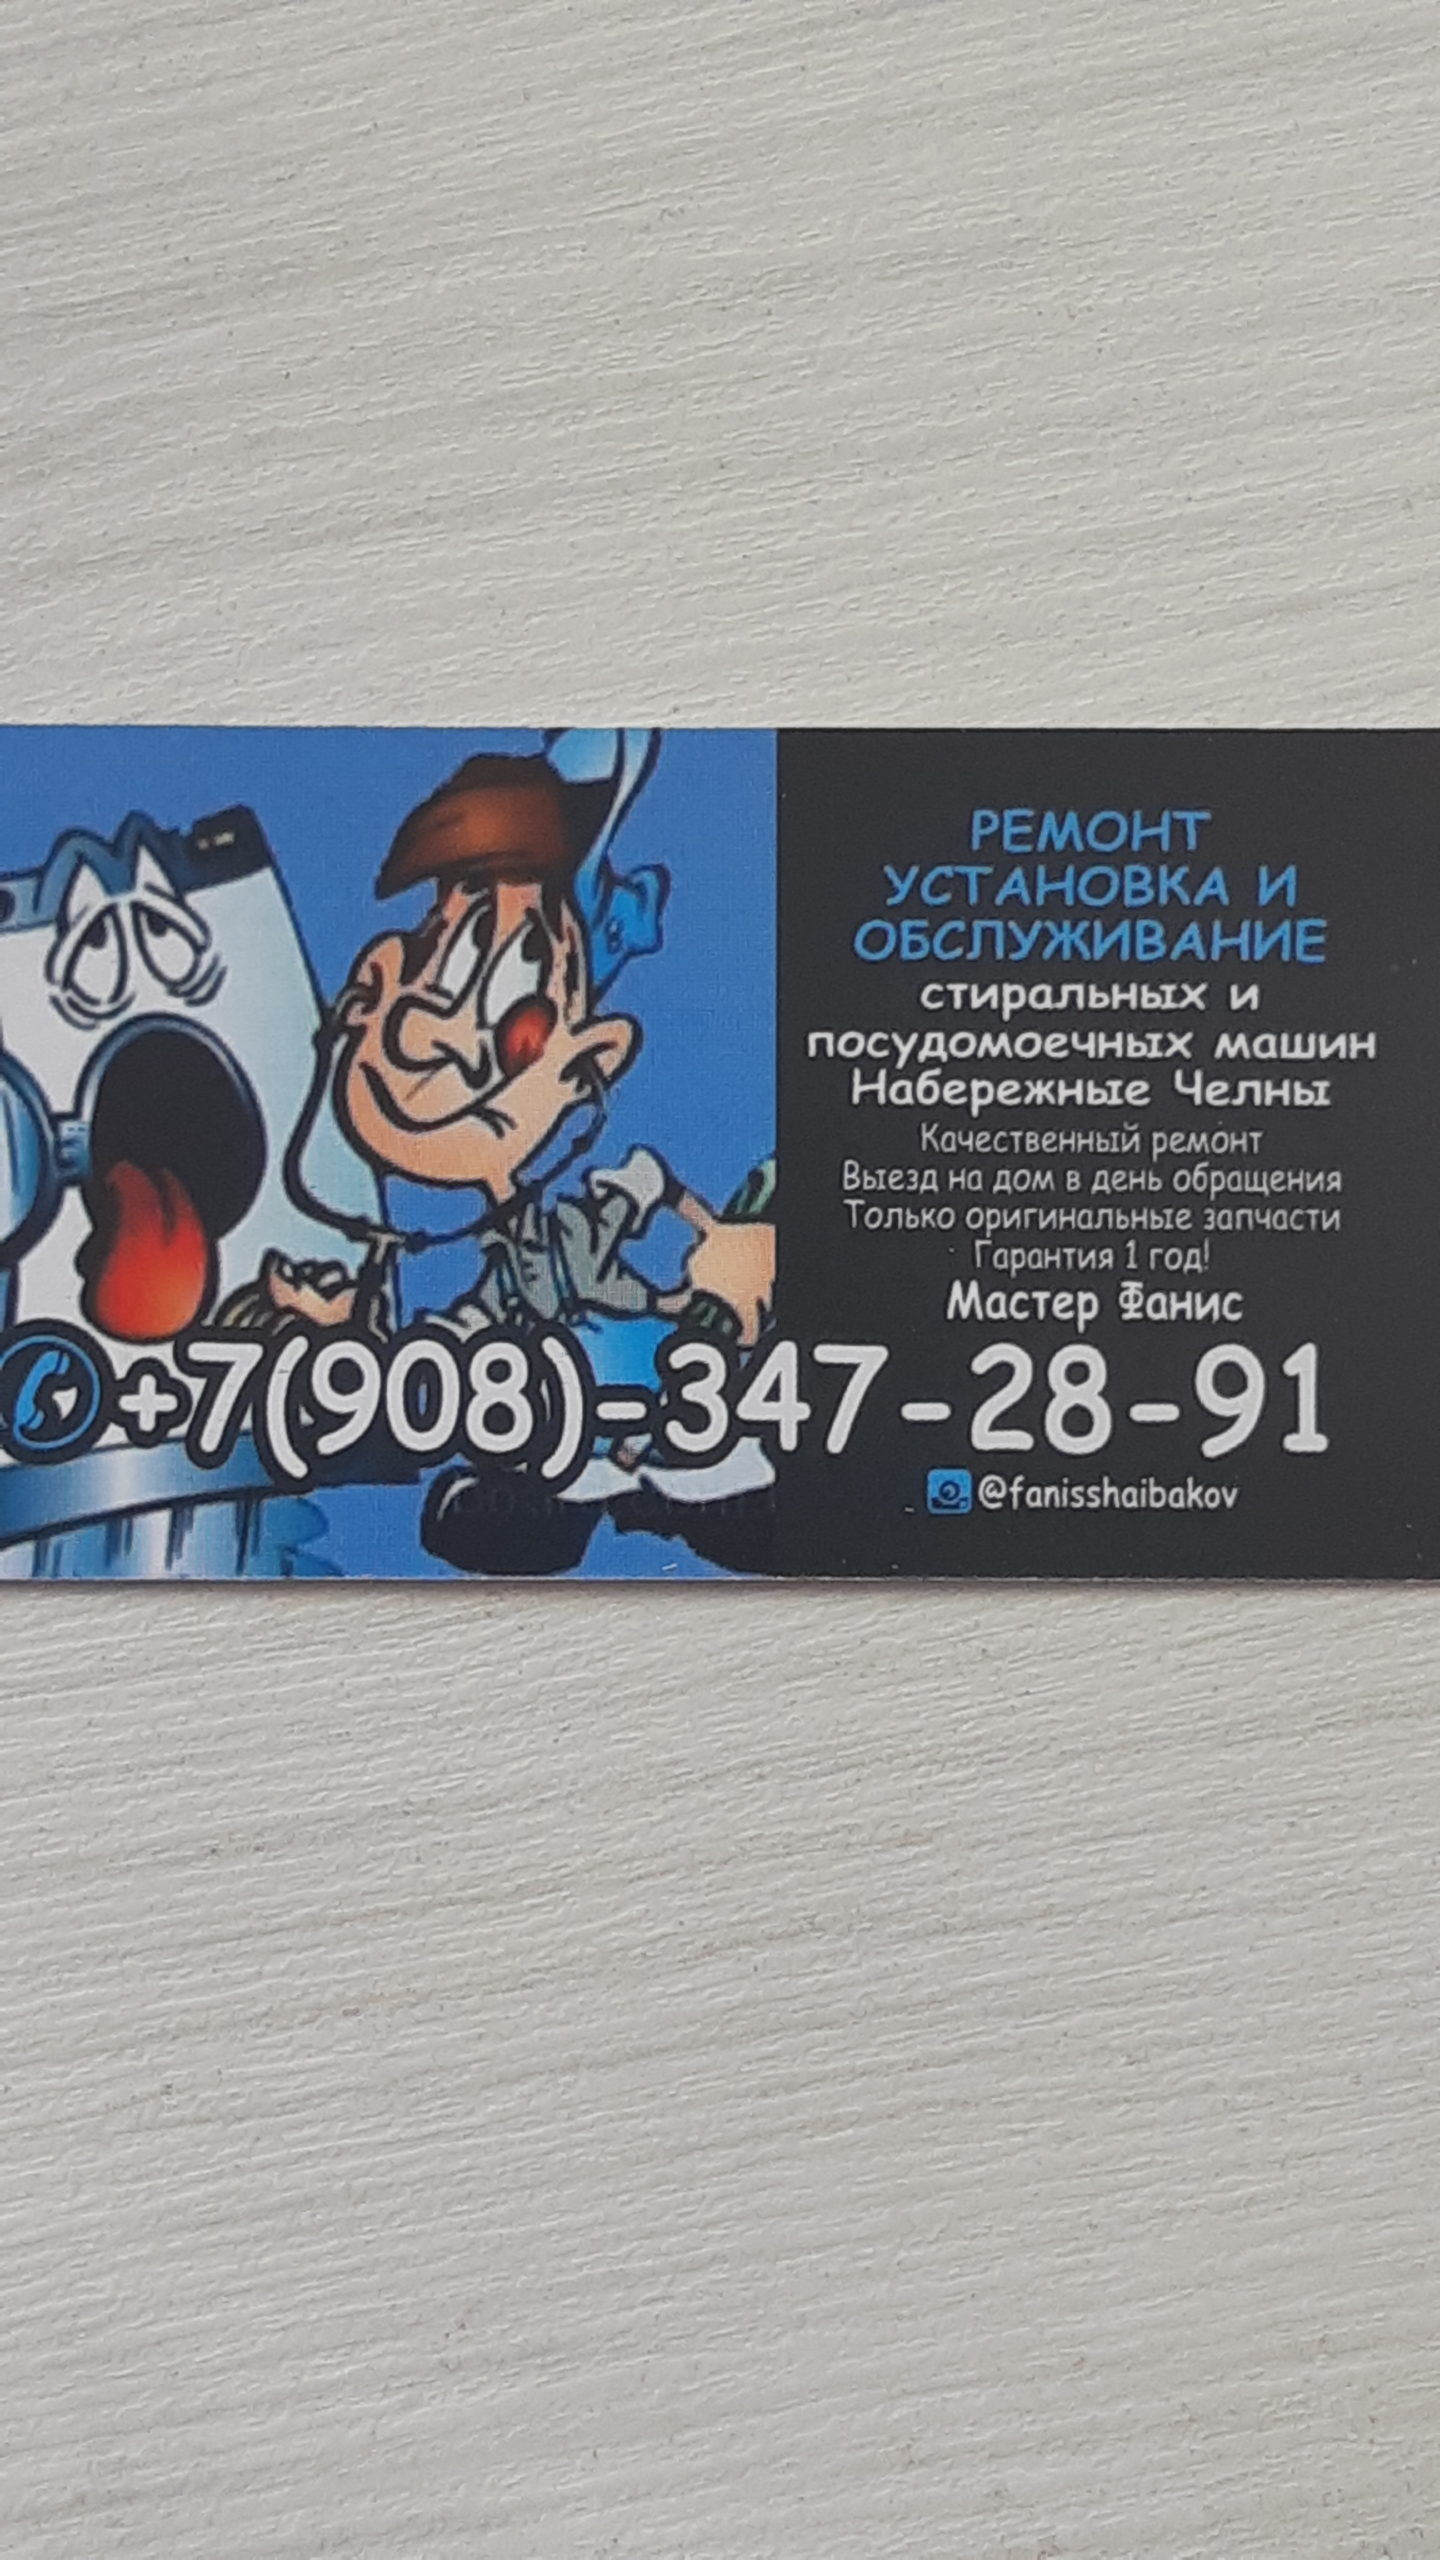 РЕМОНТ
УСТАНОВКА И
ОБСЛУЖИВАНИЕ
стиральных и
посудомоечных машин
Набережные Челны
Качественный ремонт
Выезд на дом в день обращения
Только оригинальные запчасти
Гарантия 1 год!
Мастер Фанис
+7(908)-347-28-91
@fanisshaibakov